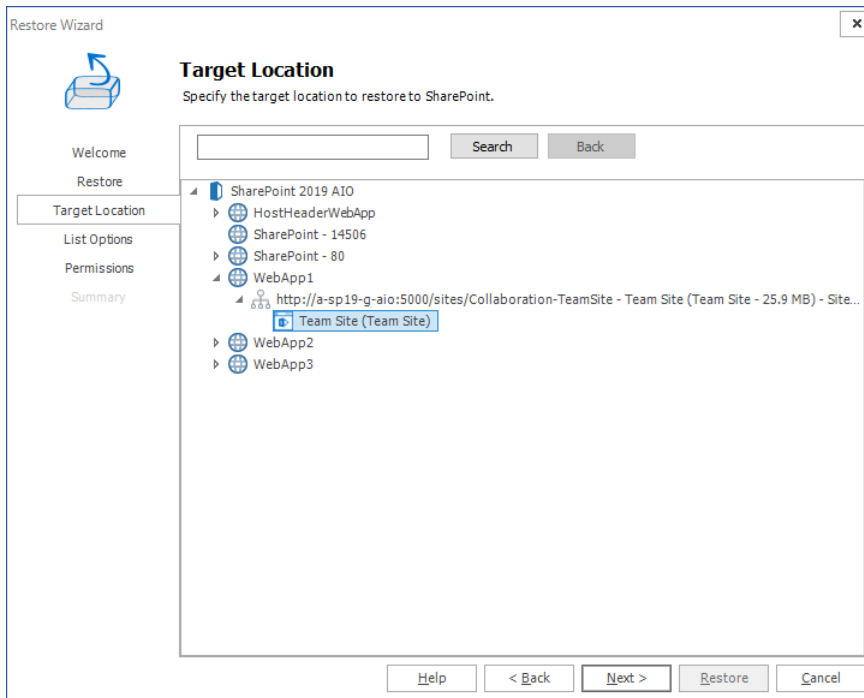 Restore Wizard
Target Location
Specify the target location to restore to SharePoint.
Search
Back
Welcome
Restore
Target Location
List Options
Permissions
Summary
SharePoint 2019 AIO
HostHeaderWebApp
SharePoint - 14506
SharePoint - 80
WebApp1
http://a-sp19-g-aio:5000/sites/Collaboration-TeamSite - Team Site (Team Site - 25.9 MB) - Site...
Team Site (Team Site)
WebApp2
WebApp3
Help
< Back
Next >
Restore
Cancel